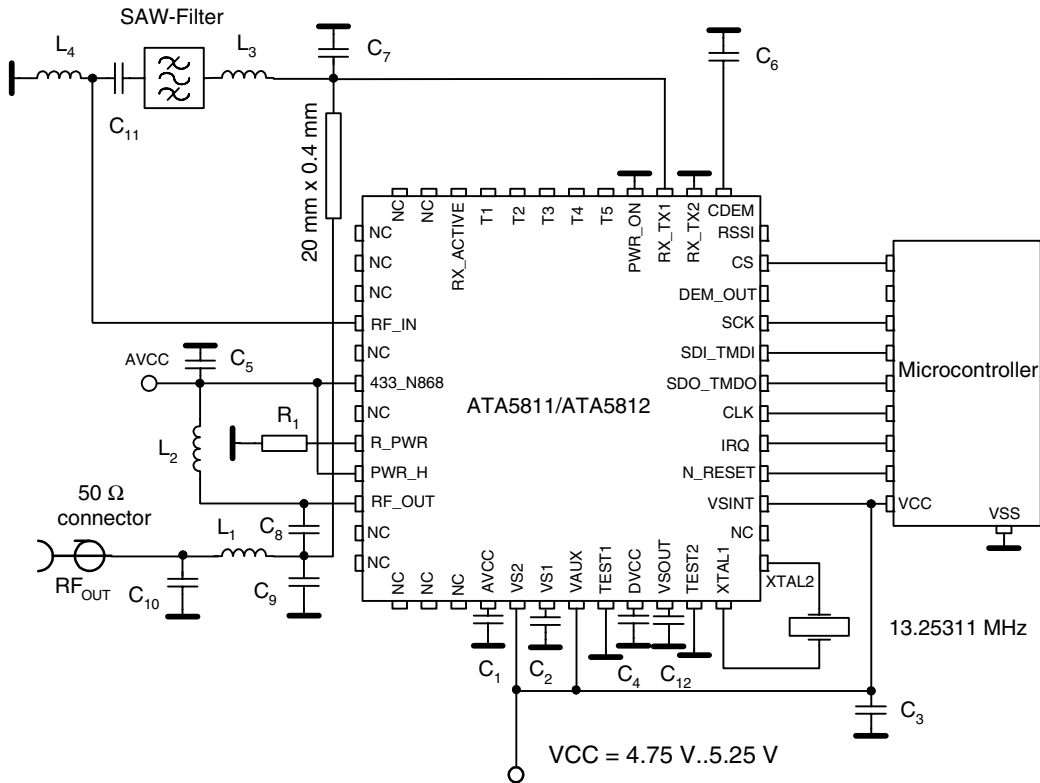 SAW-Filter
L4
L3
C7
C6
C11
20 mm x 0.4 mm
NC
NC
RX_ACTIVE
T1
T2
T3
T4
T5
PWR_ON
RX_TX1
RX_TX2
CDEM
NC
NC
NC
RF_IN
NC
433_N868
NC
R_PWR
PWR_H
RF_OUT
NC
NC
AVCC
C5
R1
L2
50 Ω
connector
L1
C8
RFOUT
C10
C9
ATA5811/ATA5812
RSSI
CS
DEM_OUT
SCK
SDI_TMDI
SDO_TMDO
CLK
IRQ
N_RESET
VSINT
NC
XTAL2
Microcontroller
VCC
VSS
NC
NC
NC
AVCC
VS2
VS1
VAUX
TEST1
DVCC
VSOUT
TEST2
XTAL1
13.25311 MHz
C1
C2
C4
C12
C3
VCC = 4.75 V..5.25 V